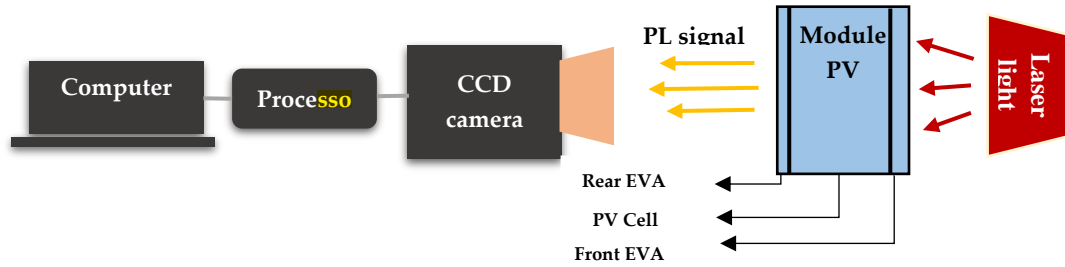 Computer
Processo
CCD
camera
PL signal
Module
PV
Laser
light
Rear EVA
PV Cell
Front EVA